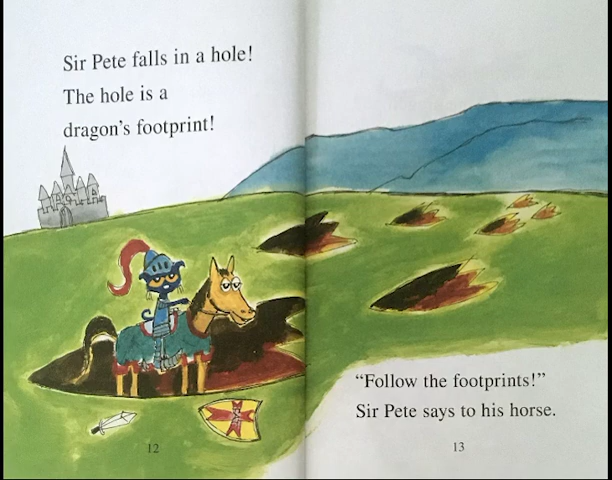 Sir Pete falls in a hole!
The hole is a
dragon's footprint!
12
"Follow the footprints!"
Sir Pete says to his horse.
13